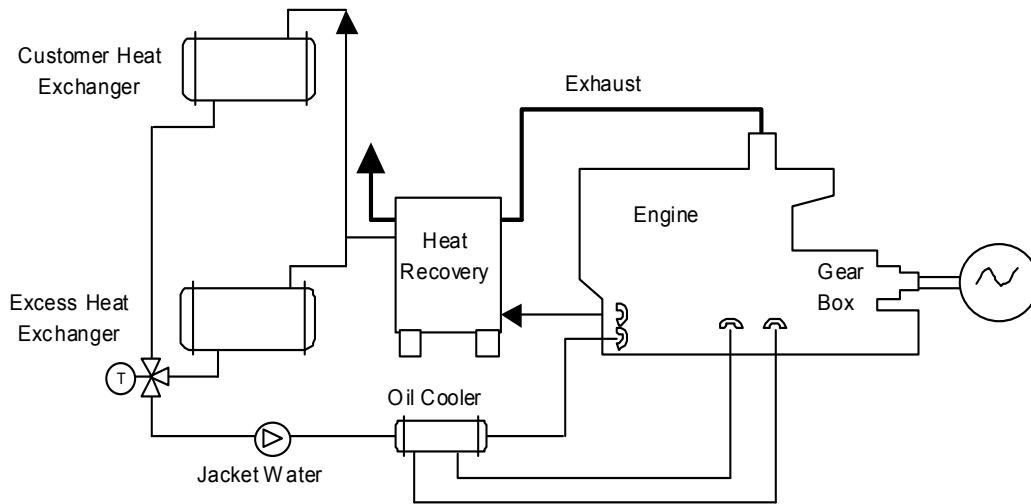 Customer Heat
Exchanger
Exhaust
Engine
Heat
Recovery
Gear
Box
Excess Heat
Exchanger
T
Oil Cooler
Jacket Water